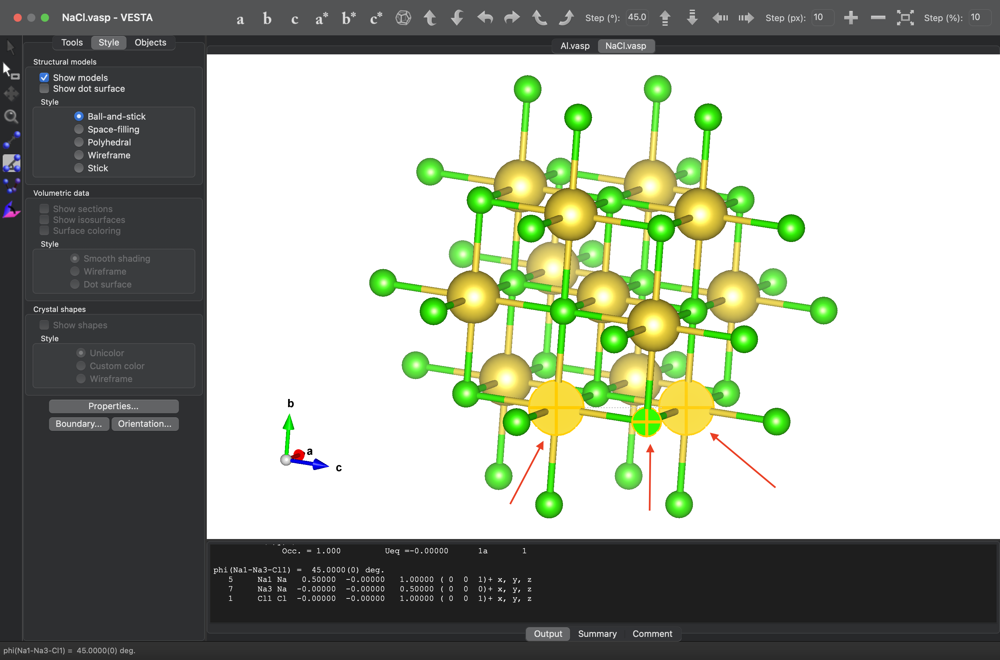 NaCl.vasp - VESTA
a b c a* b* c* Step (°): 45.0 Step (px): 10 Step (%): 10
Tools Style Objects
Al.vasp NaCl.vasp
Structural models
Show models
Show dot surface
Style
Ball-and-stick
Space-filling
Polyhedral
Wireframe
Stick
Volumetric data
Show sections
Show isosurfaces
Surface coloring
Style
Smooth shading
Wireframe
Dot surface
Crystal shapes
Show shapes
Style
Unicolor
Custom color
Wireframe
Properties...
Boundary... Orientation...
b
a
c
Occ. = 1.000 Ueq =-0.00000 1a 1
phi(Na1-Na3-Cl1) = 45.0000(0) deg.
5 Na1 Na 0.50000 -0.00000 1.00000 ( 0 0 1)+ x, y, z
7 Na3 Na -0.00000 -0.00000 0.50000 ( 0 0 0)+ x, y, z
1 Cl1 Cl -0.00000 -0.00000 1.00000 ( 0 0 1)+ x, y, z
Output Summary Comment
phi(Na1-Na3-Cl1) = 45.0000(0) deg.